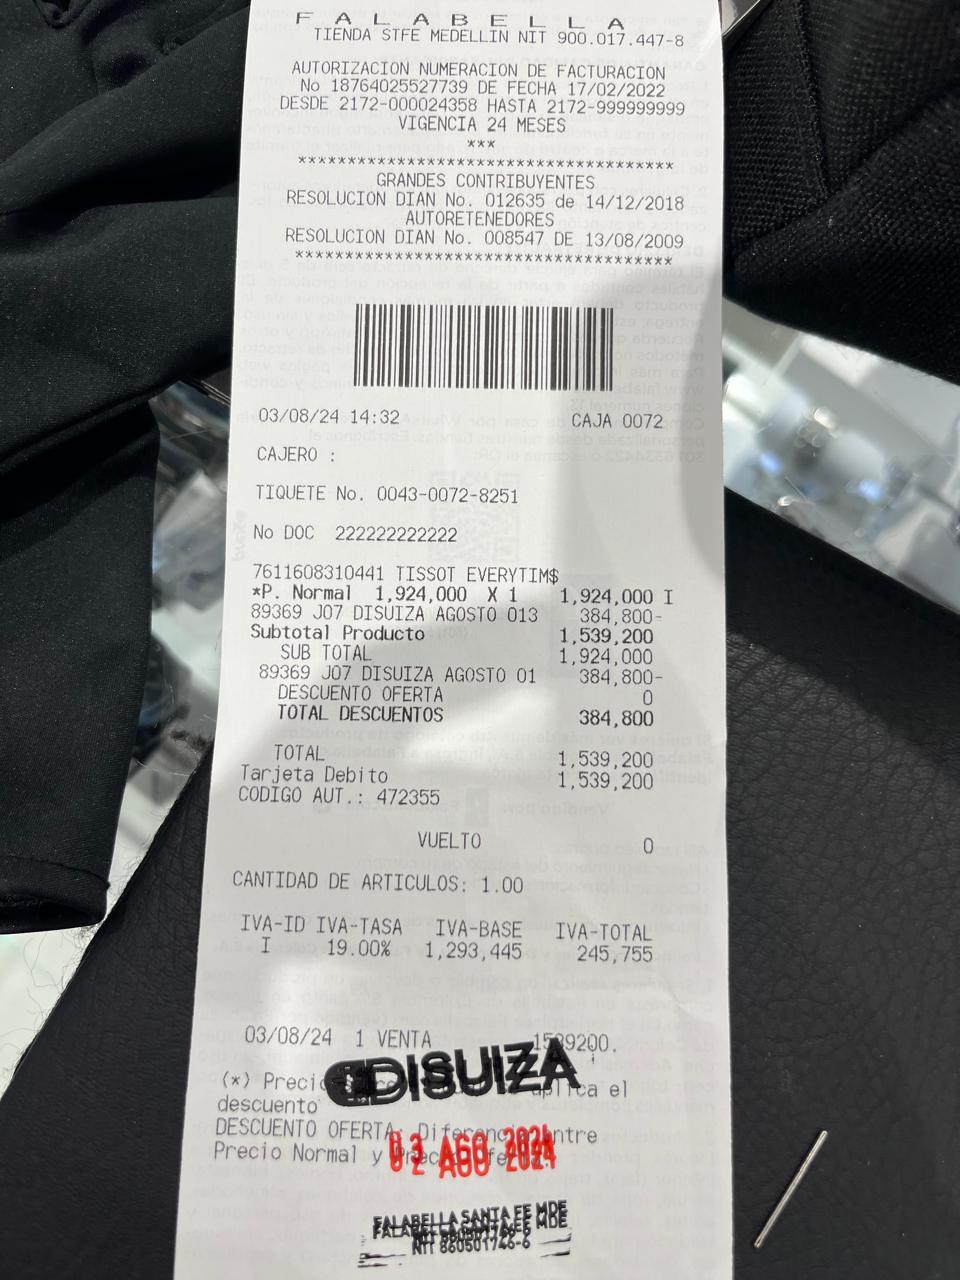 FALABELLA
TIENDA STFE MEDELLIN NIT 900.017.447-8
AUTORIZACION NUMERACION DE FACTURACION
No 18764025527739 DE FECHA 17/02/2022
DESDE 2172-000024358 HASTA 2172-999999999
VIGENCIA 24 MESES
***
**************************************
GRANDES CONTRIBUYENTES
RESOLUCION DIAN No. 012635 de 14/12/2018
AUTORETENEDORES
RESOLUCION DIAN No. 008547 DE 13/08/2009
**************************************
03/08/24 14:32 CAJA 0072
CAJERO :
TIQUETE No. 0043-0072-8251
No DOC 222222222222
7611608310441 TISSOT EVERYTIM$
*P. Normal 1,924,000 X 1 1,924,000 I
89369 J07 DISUIZA AGOSTO 013 384,800-
Subtotal Producto 1,539,200
SUB TOTAL 1,924,000
89369 J07 DISUIZA AGOSTO 01 384,800-
DESCUENTO OFERTA 0
TOTAL DESCUENTOS 384,800
TOTAL 1,539,200
Tarjeta Debito 1,539,200
CODIGO AUT.: 472355
VUELTO 0
CANTIDAD DE ARTICULOS: 1.00
IVA-ID IVA-TASA IVA-BASE IVA-TOTAL
I 19.00% 1,293,445 245,755
03/08/24 1 VENTA 1539200.
DISUIZA
(*) Precio aplica el
descuento
DESCUENTO OFERTA: Diferencia entre
Precio Normal y Precio
AGO 2024
FALABELLA SANTA FE MDE
NIT 860501746-6